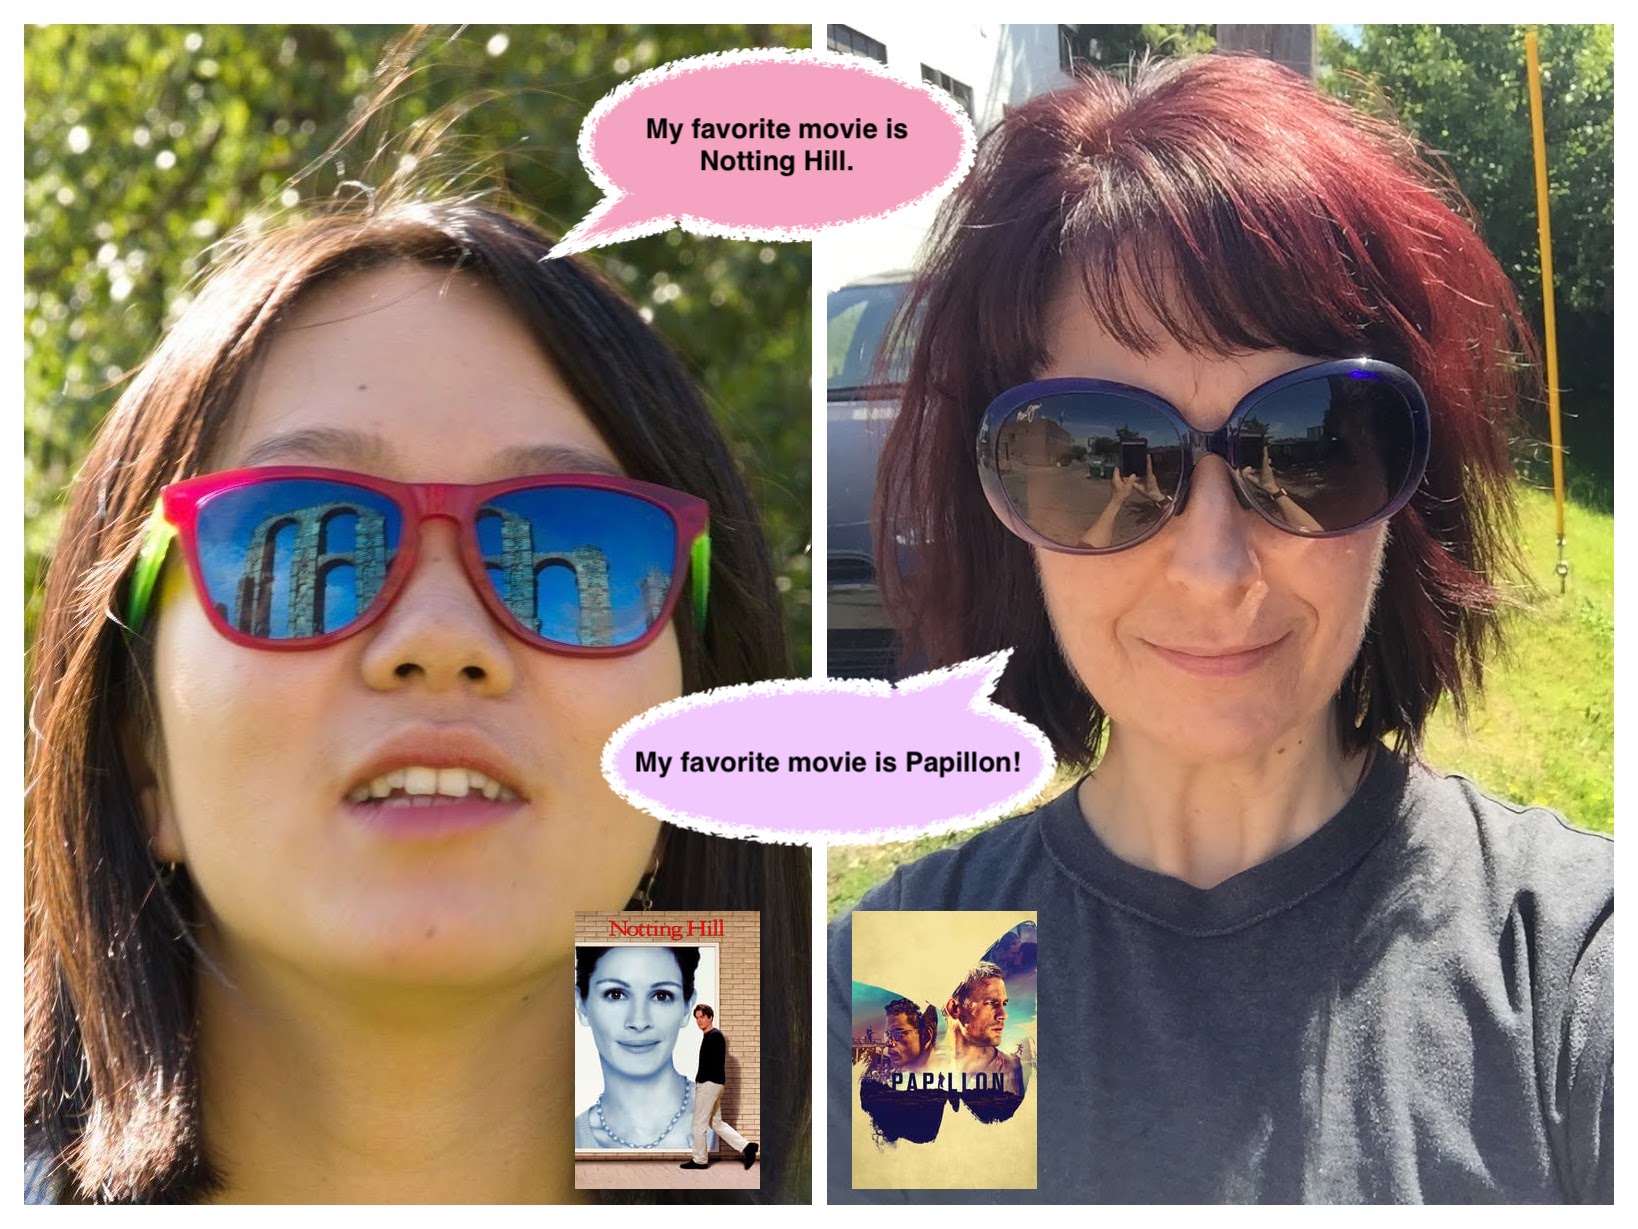 My favorite movie is
Notting Hill.
My favorite movie is Papillon!
Notting Hill
PAPILLON